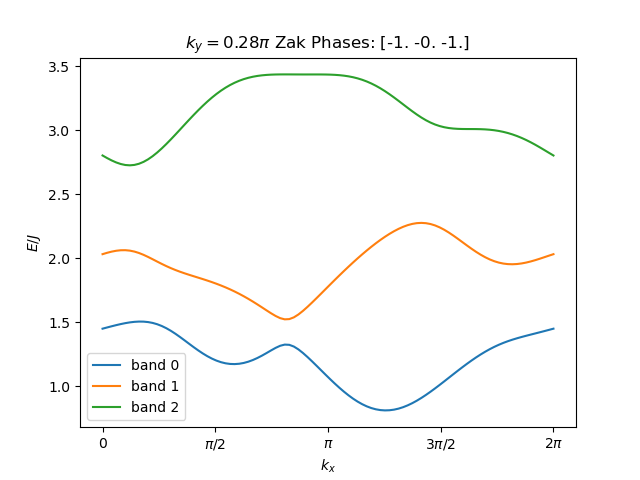 $k_y = 0.28\pi$ Zak Phases: [-1. -0. -1.]
E/J
3.5
3.0
2.5
2.0
1.5
1.0
band 0
band 1
band 2
0
π/2
π
3π/2
2π
$k_x$